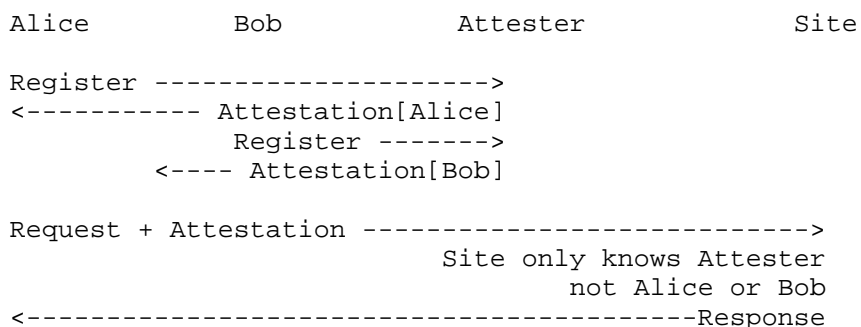 Alice Bob Attester Site
Register --------------------->
<----------- Attestation[Alice]
Register ------->
<---- Attestation[Bob]
Request + Attestation ---------------------------->
Site only knows Attester
not Alice or Bob
<------------------------------------------Response